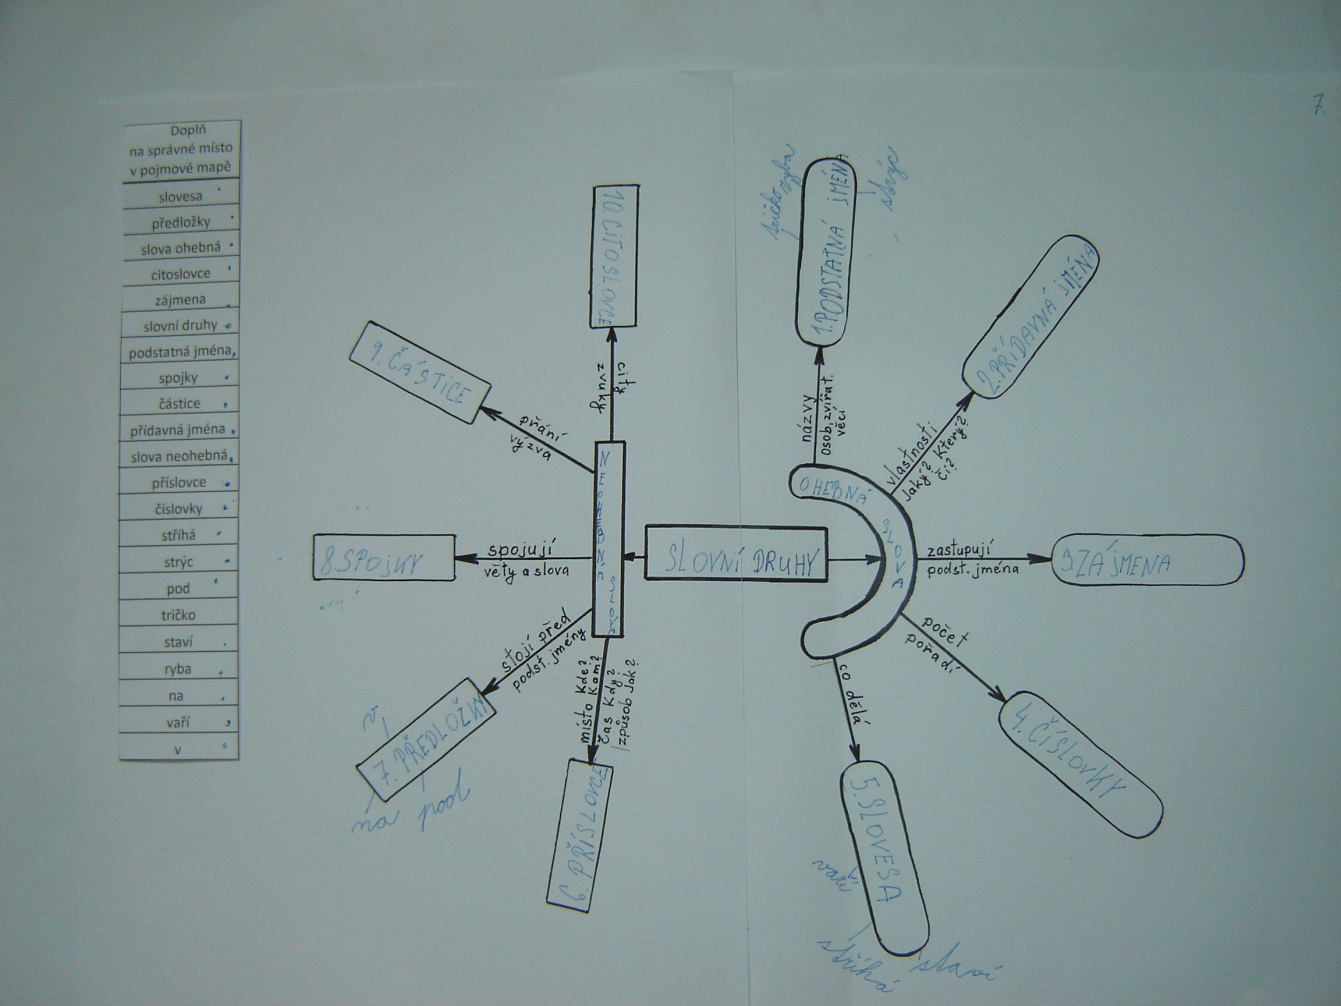 7.
Doplň
na správné místo
v pojmové mapě
slovesa
předložky
slova ohebná
citoslovce
zájmena
slovní druhy
podstatná jména
spojky
částice
přídavná jména
slova neohebná
příslovce
číslovky
stříhá
strýc
pod
tričko
staví
ryba
na
vaří
v
SLOVNÍ DRUHY
OHEBNÁ
SLOVA
názvy
osob, zvířat.
věcí
1. PODSTATNÁ JMÉNA
tričko
ryba
strýc
vlastnosti
Jaký? Který?
Čí?
2. PŘÍDAVNÁ JMÉNA
zastupují
podst. jména
3. ZÁJMENA
počet
pořadí
4. ČÍSLOVKY
co dělá
5. SLOVESA
vaří
stříhá
staví
místo Kde?
Kam?
čas Kdy?
způsob Jak?
6. PŘÍSLOVCE
stojí před
podst. jmény
7. PŘEDLOŽKY
v
na
pod
spojují
věty a slova
8. SPOJKY
přání
výzva
9. ČÁSTICE
city
zvuky
10. CITOSLOVCE